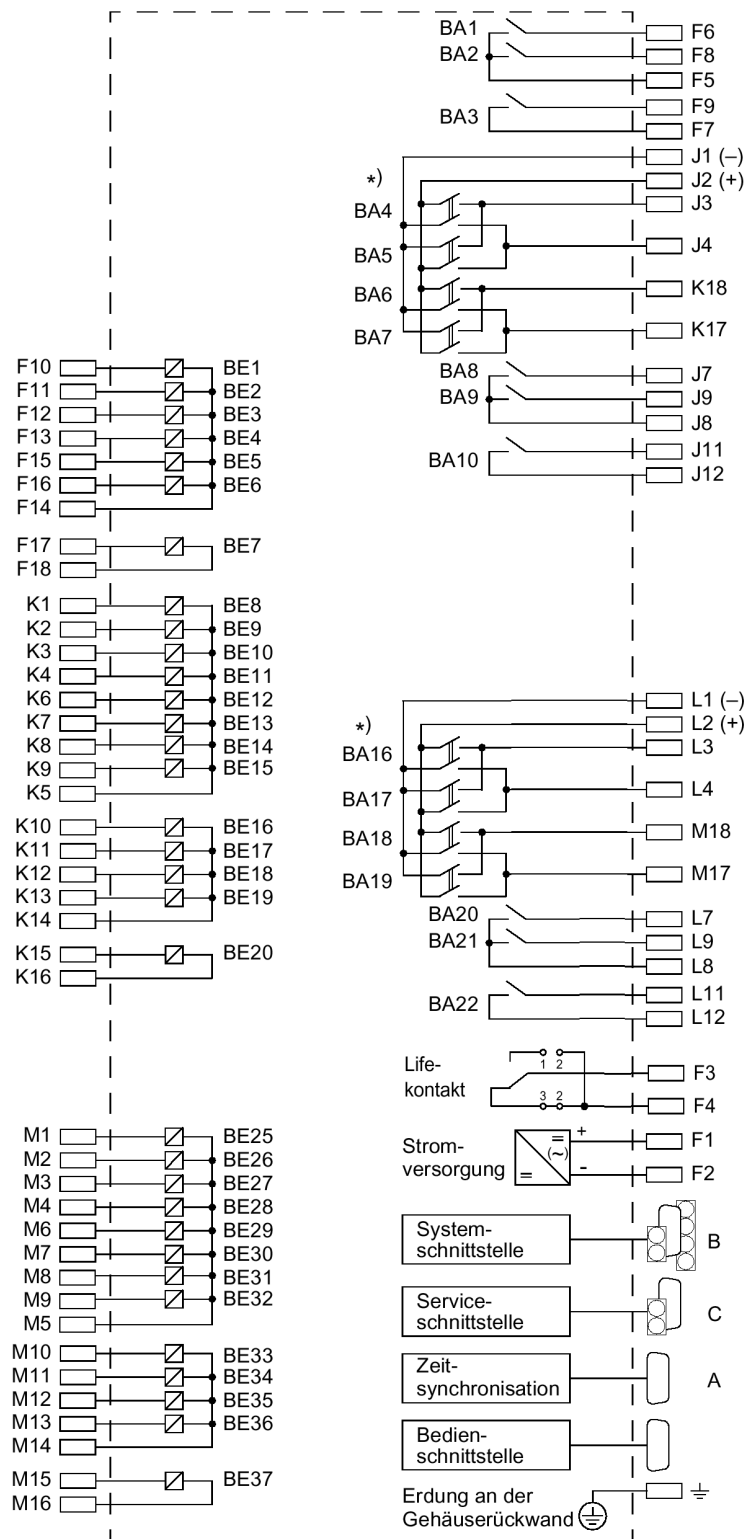 BA1 F6
BA2 F8
F5
BA3 F9
F7
J1 (–)
*) J2 (+)
BA4 J3
BA5 J4
BA6 K18
BA7 K17
F10 BE1 BA8 J7
F11 BE2 BA9 J9
F12 BE3 J8
F13 BE4 J11
F15 BE5 BA10
F16 BE6 J12
F14
F17 BE7
F18
K1 BE8
K2 BE9
K3 BE10
K4 BE11
K6 BE12 L1 (–)
K7 BE13 *) L2 (+)
K8 BE14 BA16 L3
K9 BE15
K5 BA17 L4
K10 BE16 BA18 M18
K11 BE17
K12 BE18 BA19 M17
K13 BE19
K14 BA20 L7
K15 BE20 BA21 L9
K16 L8
BA22 L11
L12
Life-
kontakt
1 2
3 2
F3
F4
M1 BE25
M2 BE26
M3 BE27
M4 BE28
M6 BE29
M7 BE30
M8 BE31
M9 BE32
M5
M10 BE33
M11 BE34
M12 BE35
M13 BE36
M14
M15 BE37
M16
Strom-
versorgung
= (~) =
+ F1
- F2
System-
schnittstelle
B
Service-
schnittstelle
C
Zeit-
synchronisation
A
Bedien-
schnittstelle
Erdung an der
Gehäuserückwand